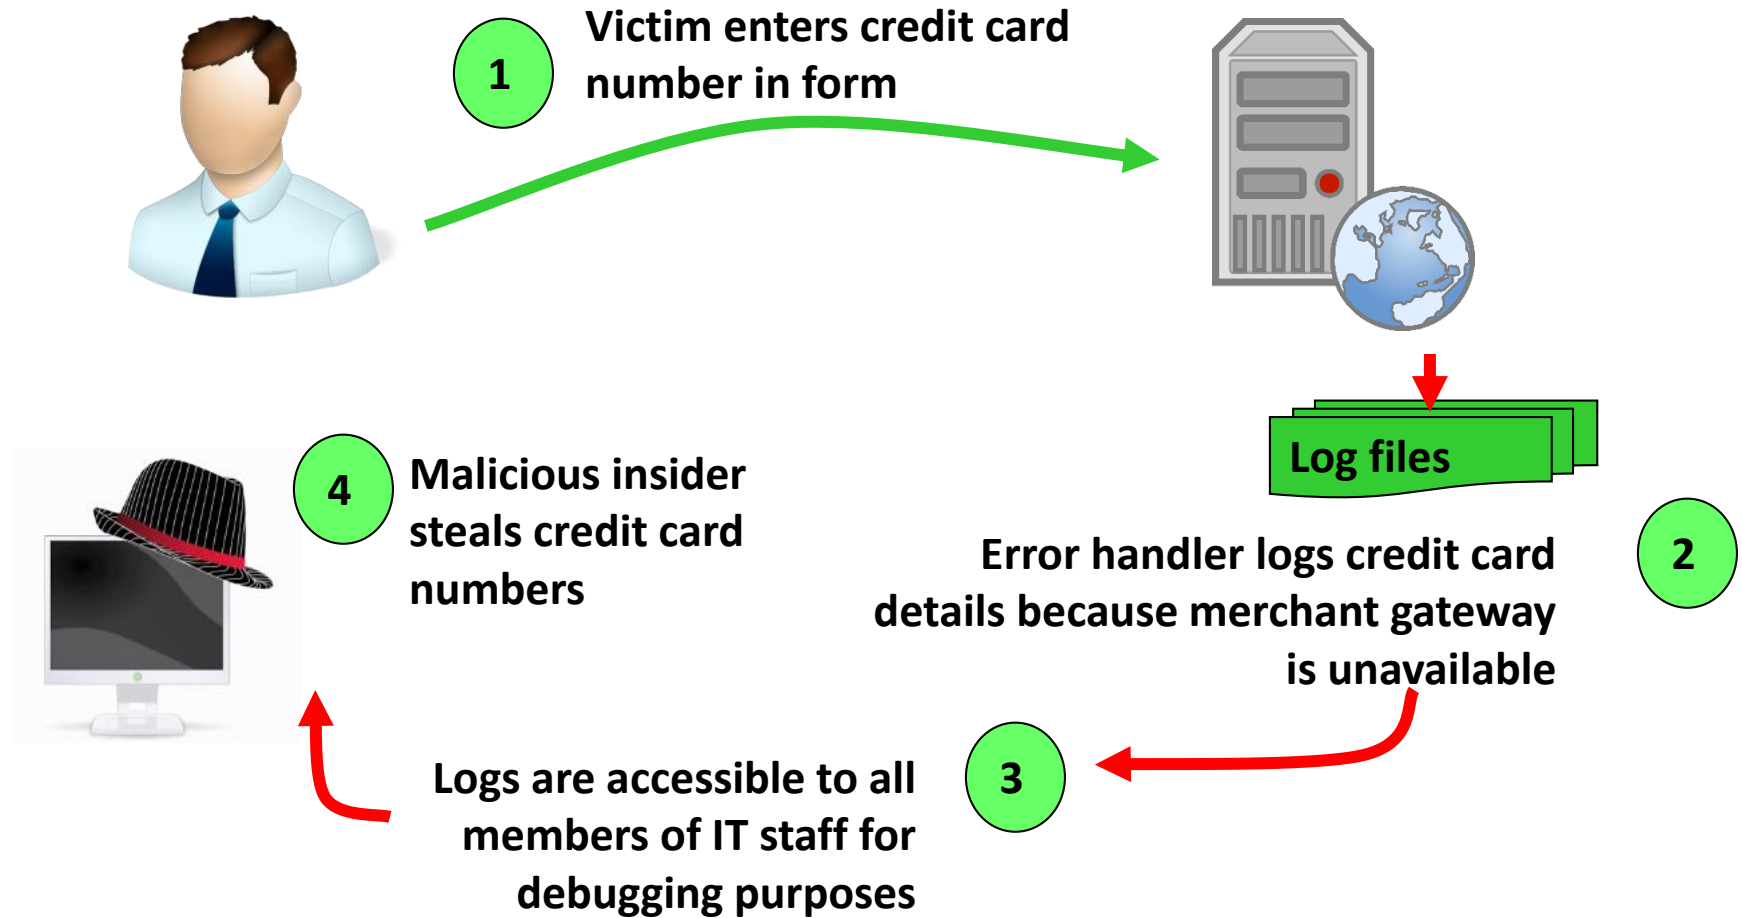 1
Victim enters credit card
number in form
Log files
2
Error handler logs credit card
details because merchant gateway
is unavailable
3
Logs are accessible to all
members of IT staff for
debugging purposes
4
Malicious insider
steals credit card
numbers